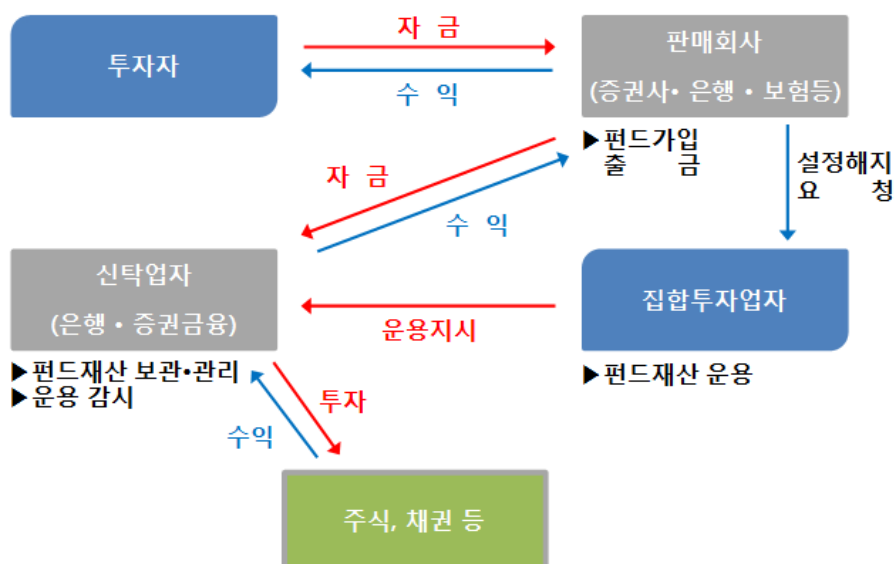 자 금
투자자
수 익
판매회사
(증권사• 은행 • 보험등)
▶펀드가입
출 금
설정해지
요 청
자 금
수 익
신탁업자
(은행 • 증권금융)
운용지시
집합투자업자
▶펀드재산 보관•관리
▶운용 감시
▶펀드재산 운용
투자
수익
주식, 채권 등